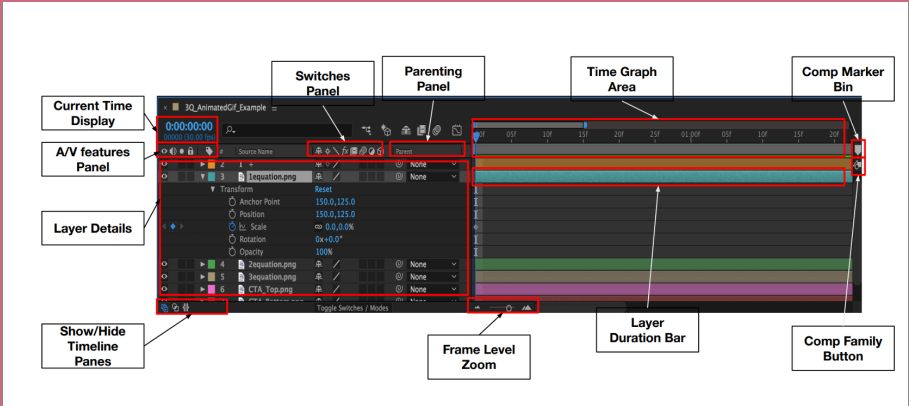 Switches
Panel
Parenting
Panel
Time Graph
Area
Comp Marker
Bin
Current Time
Display
A/V features
Panel
Layer Details
Show/Hide
Timeline
Panes
Frame Level
Zoom
Layer
Duration Bar
Comp Family
Button
3Q_AnimatedGif_Example
0:00:00:00
00000 (30.00 fps)
# Source Name Parent
05f 10f 15f 20f 25f 01:00f 05f 10f 15f 20f
2 None
3 1equation.png None
Transform Reset
Anchor Point 150.0,125.0
Position 150.0,125.0
Scale 0.0,0.0%
Rotation 0x+0.0°
Opacity 100%
4 2equation.png None
5 3equation.png None
6 CTA_Top.png None
Toggle Switches / Modes